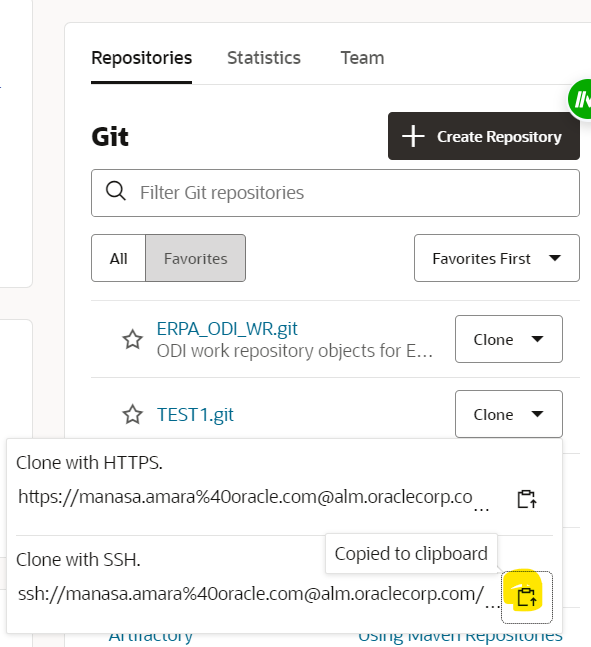 Repositories Statistics Team
Git
Create Repository
Filter Git repositories
All Favorites
Favorites First
ERPA_ODI_WR.git
ODI work repository objects for E...
Clone
TEST1.git
Clone
Clone with HTTPS.
https://manasa.amara%40oracle.com@alm.oraclecorp.co...
Copied to clipboard
Clone with SSH.
ssh://manasa.amara%40oracle.com@alm.oraclecorp.com/...
Artifactory Using Maven Repositories